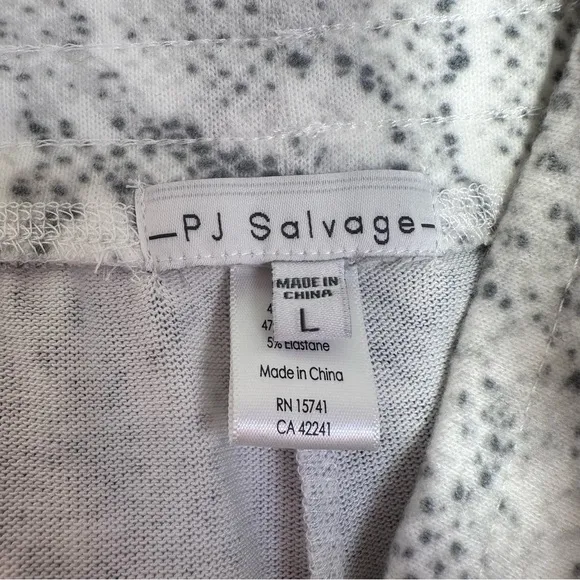 PJ Salvage
MADE IN
CHINA
L
5% Elastane
Made in China
RN 15741
CA 42241